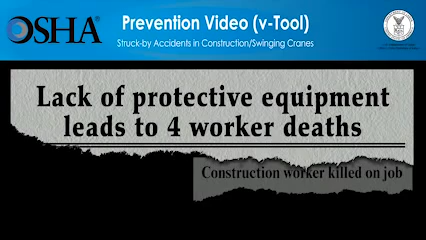 OSHA®
Prevention Video (v-Tool)
Struck-by Accidents in Construction/Swinging Cranes
Lack of protective equipment
leads to 4 worker deaths
Construction worker killed on job